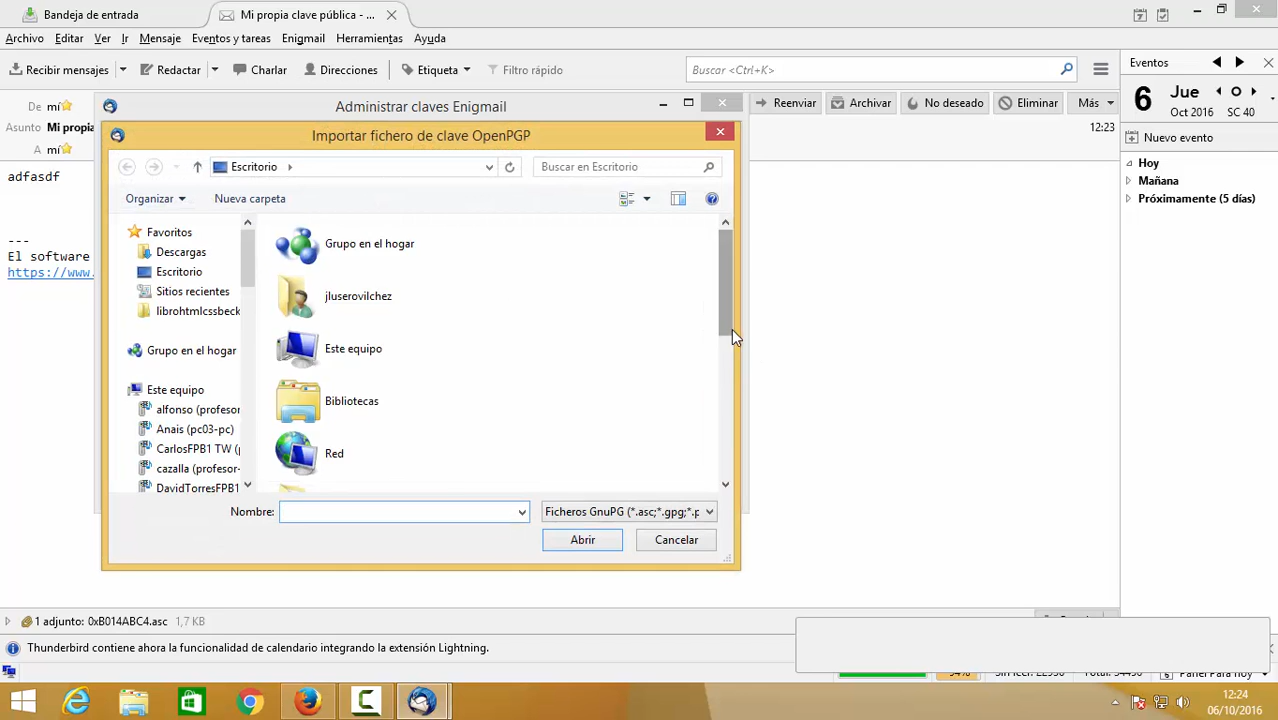 Bandeja de entrada
Mi propia clave pública - ...
Archivo Editar Ver Ir Mensaje Eventos y tareas Enigmail Herramientas Ayuda
Recibir mensajes Redactar Charlar Direcciones Etiqueta Filtro rápido Buscar <Ctrl+K>
Eventos
De mí
Administrar claves Enigmail
Reenviar Archivar No deseado Eliminar Más
6 Jue
Oct 2016 SC 40
Asunto Mi propia
12:23
A mí
Nuevo evento
Hoy
Mañana
Próximamente (5 días)
adfasdf
---
El software
https://www.
Importar fichero de clave OpenPGP
Escritorio
Buscar en Escritorio
Organizar Nueva carpeta
Favoritos
Descargas
Escritorio
Sitios recientes
librohtmlcssbeck
Grupo en el hogar
Este equipo
alfonso (profesor
Anais (pc03-pc)
CarlosFPB1 TW (
cazalla (profesor-
DavidTorresFPB1
Grupo en el hogar
jluserovilchez
Este equipo
Bibliotecas
Red
Nombre:
Ficheros GnuPG (*.asc;*.gpg;*.p
Abrir Cancelar
1 adjunto: 0xB014ABC4.asc 1,7 KB
Thunderbird contiene ahora la funcionalidad de calendario integrando la extensión Lightning.
12:24
06/10/2016